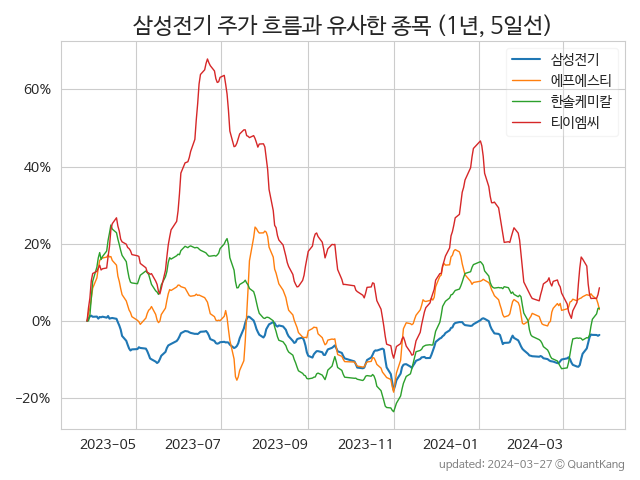 삼성전기 주가 흐름과 유사한 종목 (1년, 5일선)
삼성전기
에프에스티
한솔케미칼
티이엠씨
60%
40%
20%
0%
−20%
2023-05 2023-07 2023-09 2023-11 2024-01 2024-03
updated: 2024-03-27 © QuantKang